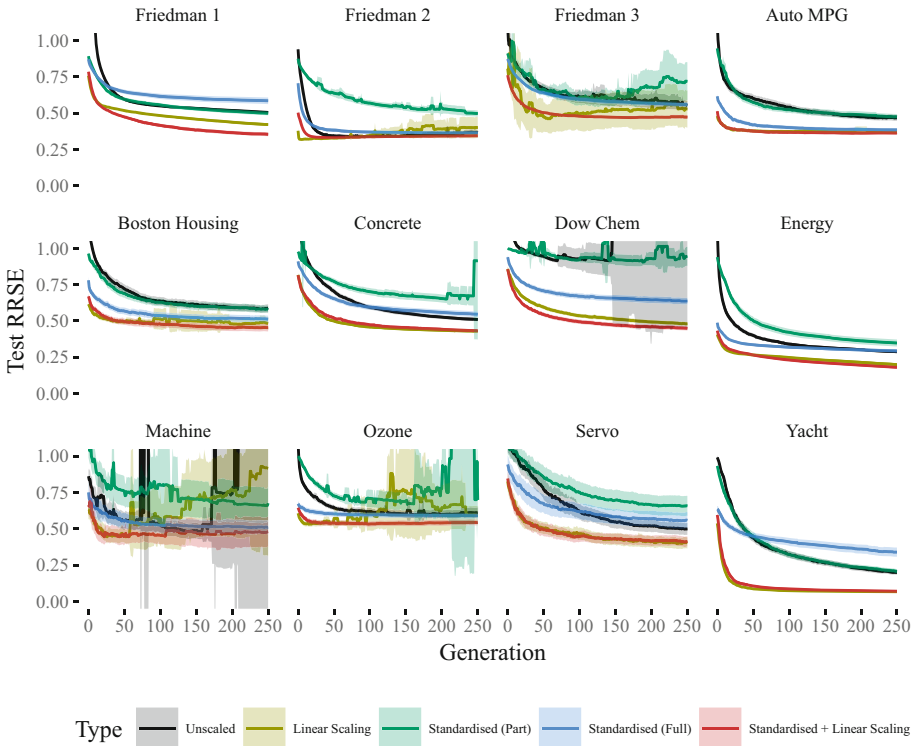 Friedman 1 Friedman 2 Friedman 3 Auto MPG
1.00
0.75
0.50
0.25
0.00
Boston Housing Concrete Dow Chem Energy
1.00
0.75
0.50
0.25
0.00
Test RRSE
Machine Ozone Servo Yacht
1.00
0.75
0.50
0.25
0.00
0 50 100 150 200 250 0 50 100 150 200 250 0 50 100 150 200 250 0 50 100 150 200 250
Generation
Type Unscaled Linear Scaling Standardised (Part) Standardised (Full) Standardised + Linear Scaling